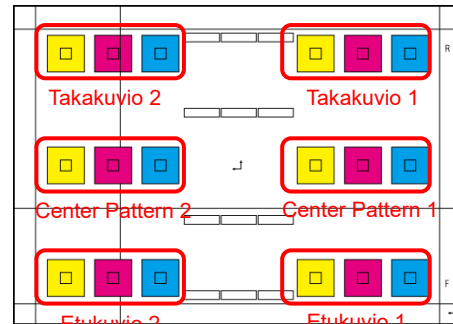 R
Takakuvio 2 Takakuvio 1
Center Pattern 2 Center Pattern 1
F
Etukuvio 2 Etukuvio 1